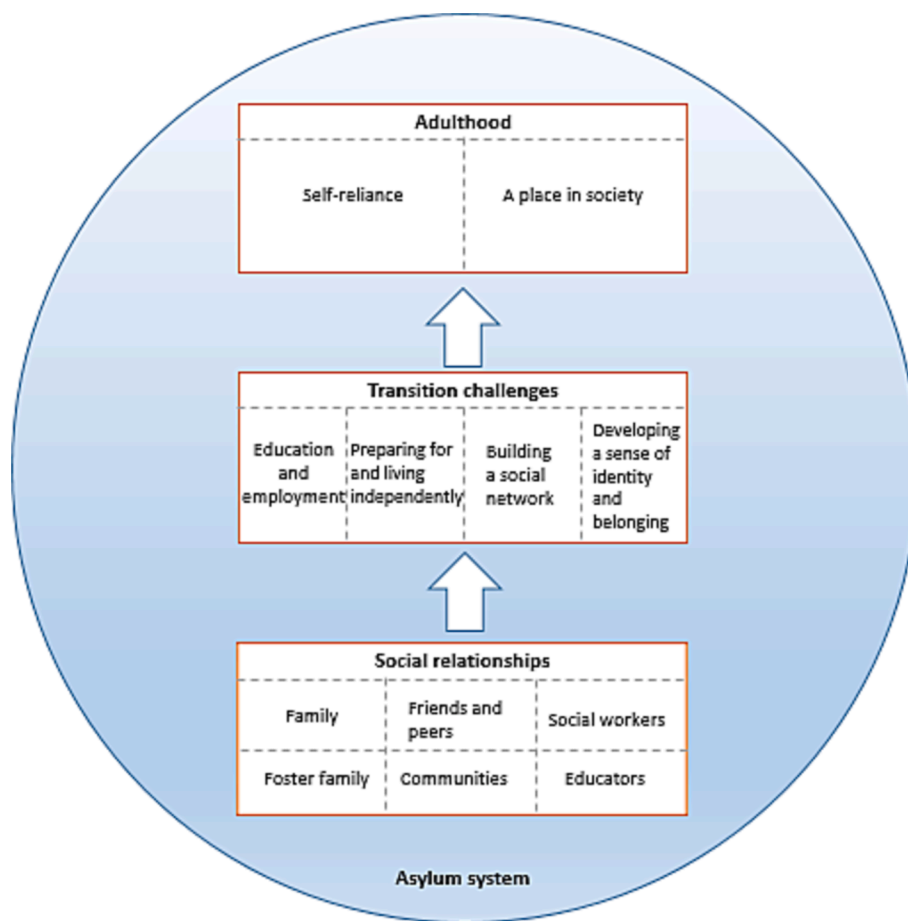 Adulthood
Self-reliance
A place in society
Transition challenges
Education
and
employment
Preparing for
and living
independently
Building
a social
network
Developing
a sense of
identity
and
belonging
Social relationships
Family
Friends and
peers
Social workers
Foster family
Communities
Educators
Asylum system